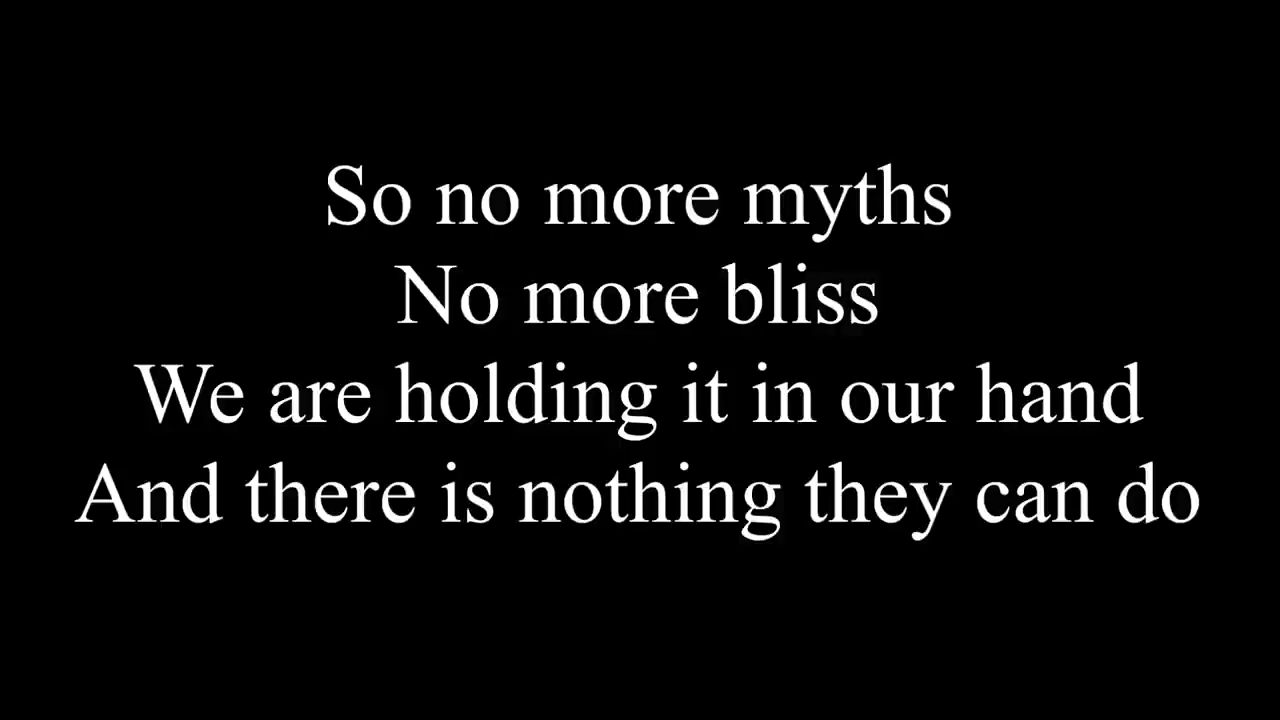 So no more myths
No more bliss
We are holding it in our hand
And there is nothing they can do